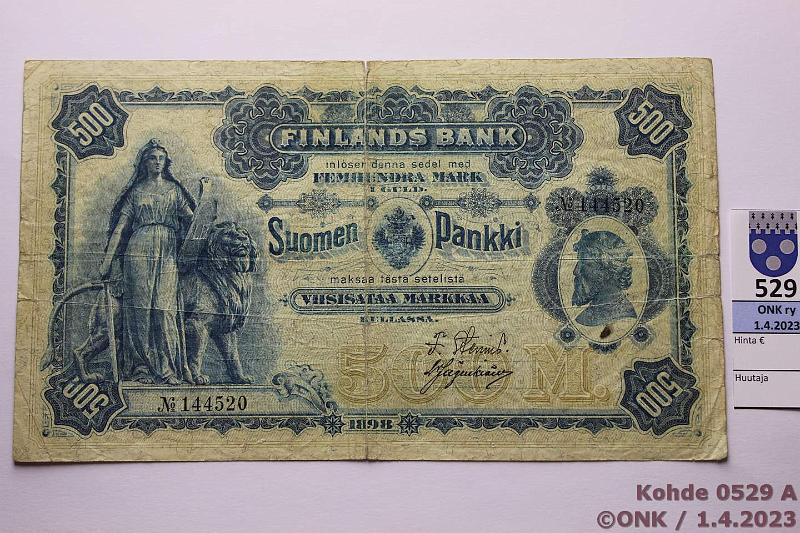 500
500
FINLANDS BANK
inlöser denna sedel med
FEMHUNDRA MARK
I GULD.
№ 144520
Suomen Pankki
maksaa tästä setelistä
VIISISATAA MARKKAA
KULLASSA.
500 M.
№ 144520
500
500
1898
529
ONK ry
1.4.2023
Hinta €
Huutaja
Kohde 0529 A
©ONK / 1.4.2023